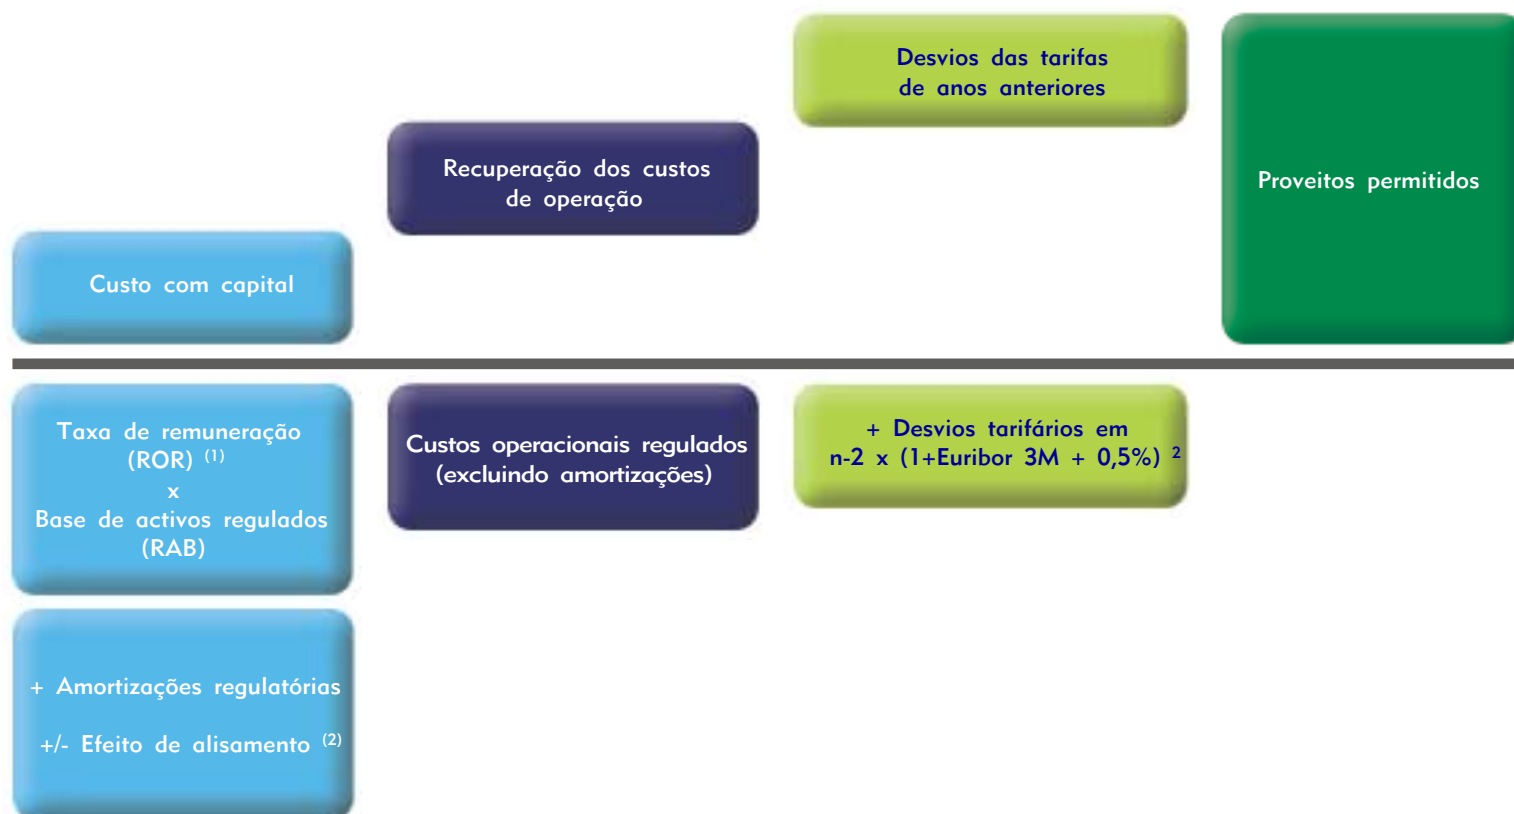 Desvios das tarifas
de anos anteriores
Recuperação dos custos
de operação
Proveitos permitidos
Custo com capital
Taxa de remuneração
(ROR) (1)
x
Base de activos regulados
(RAB)
Custos operacionais regulados
(excluindo amortizações)
+ Desvios tarifários em
n-2 x (1+Euribor 3M + 0,5%) 2
+ Amortizações regulatórias
+/- Efeito de alisamento (2)